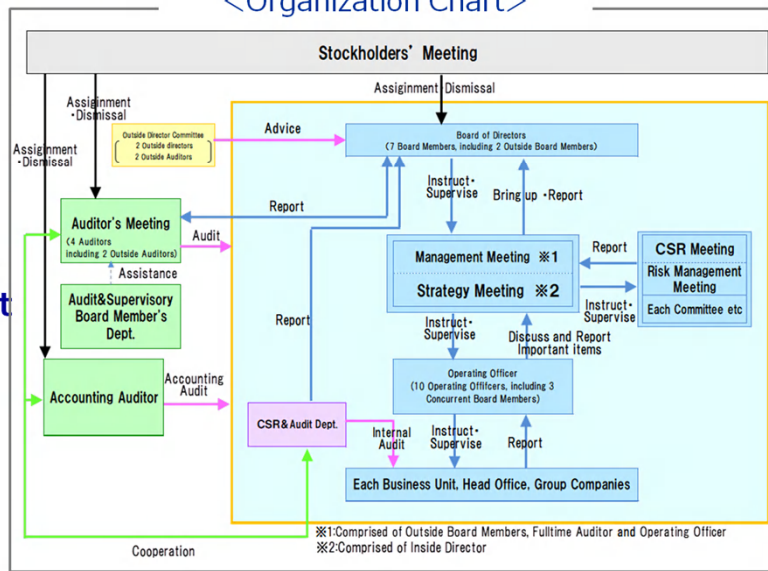 <Organization Chart>
Stockholders' Meeting
Assiginment
・Dismissal
Assiginment
・Dismissal
Assiginment・Dismissal
Outside Director Committee
2 Outside directors
2 Outside Auditors
Advice
Board of Directors
(7 Board Members, including 2 Outside Board Members)
Auditor's Meeting
(4 Auditors
including 2 Outside Auditors)
Report
Audit
Instruct・
Supervise
Bring up ・Report
Assistance
Audit&Supervisory
Board Member's
Dept.
t
Management Meeting ※1
Strategy Meeting ※2
Report
CSR Meeting
Risk Management
Meeting
Each Committee etc
Instruct・
Supervise
Report
Instruct・
Supervise
Discuss and Report
Important items
Accounting Auditor
Accounting
Audit
Operating Officer
(10 Operating Offifcers, including 3
Concurrent Board Members)
CSR&Audit Dept.
Internal
Audit
Instruct・
Supervise
Report
Each Business Unit, Head Office, Group Companies
※1:Comprised of Outside Board Members, Fulltime Auditor and Operating Officer
※2:Comprised of Inside Director
Cooperation